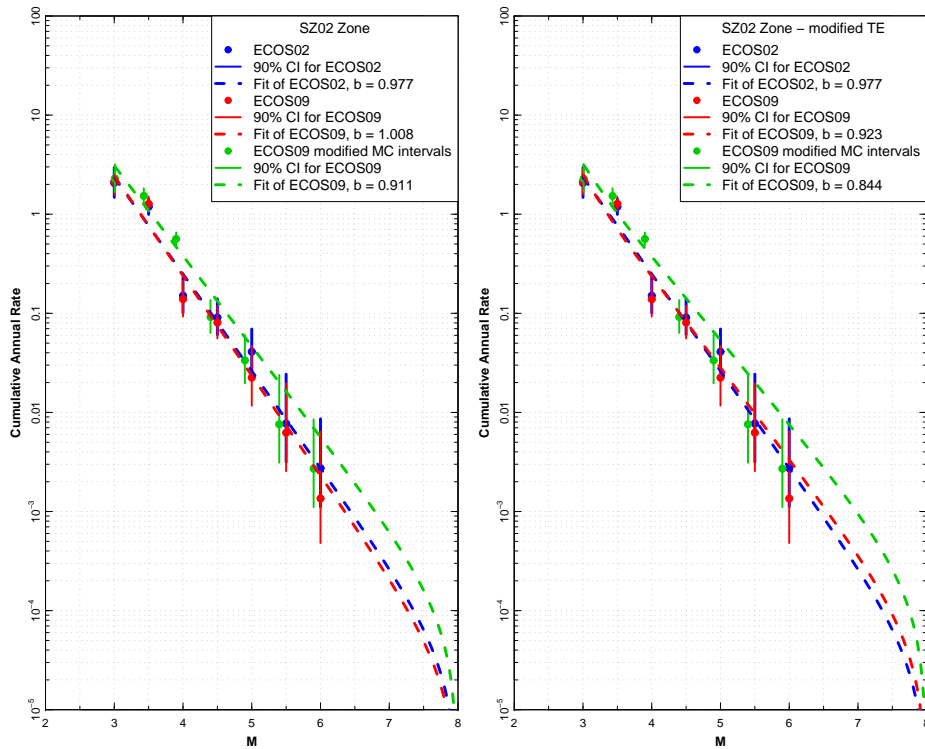 SZ02 Zone
ECOS02
90% CI for ECOS02
Fit of ECOS02, b = 0.977
ECOS09
90% CI for ECOS09
Fit of ECOS09, b = 1.008
ECOS09 modified MC intervals
90% CI for ECOS09
Fit of ECOS09, b = 0.911
Cumulative Annual Rate
100
10
1
0.1
0.01
10⁻³
10⁻⁴
10⁻⁵
2 3 4 5 6 7 8
M
SZ02 Zone − modified TE
ECOS02
90% CI for ECOS02
Fit of ECOS02, b = 0.977
ECOS09
90% CI for ECOS09
Fit of ECOS09, b = 0.923
ECOS09 modified MC intervals
90% CI for ECOS09
Fit of ECOS09, b = 0.844
Cumulative Annual Rate
100
10
1
0.1
0.01
10⁻³
10⁻⁴
10⁻⁵
2 3 4 5 6 7 8
M